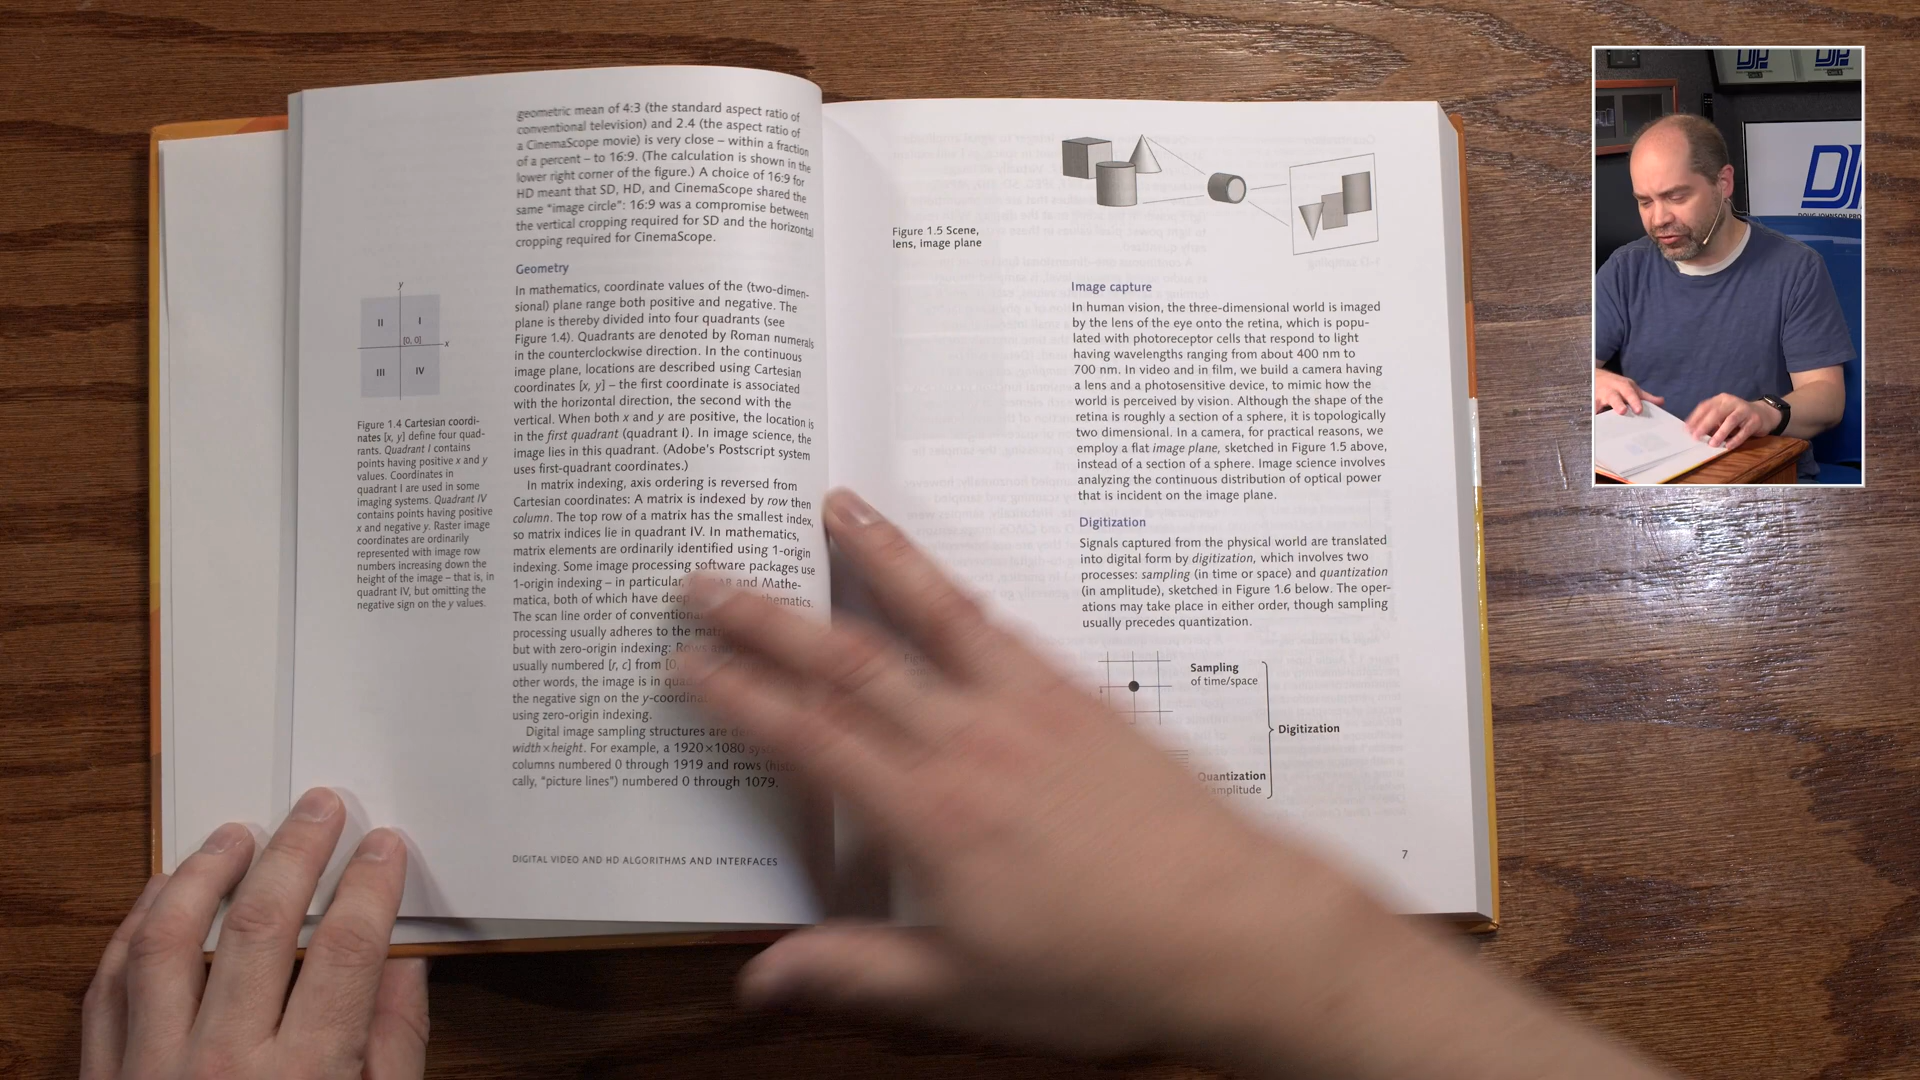 geometric mean of 4:3 (the standard aspect ratio of
conventional television) and 2.4 (the aspect ratio of
a CinemaScope movie) is very close – within a fraction
of a percent – to 16:9. (The calculation is shown in the
lower right corner of the figure.) A choice of 16:9 for
HD meant that SD, HD, and CinemaScope shared the
same “image circle”: 16:9 was a compromise between
the vertical cropping required for SD and the horizontal
cropping required for CinemaScope.
Geometry
In mathematics, coordinate values of the (two-dimen-
sional) plane range both positive and negative. The
plane is thereby divided into four quadrants (see
Figure 1.4). Quadrants are denoted by Roman numerals
in the counterclockwise direction. In the continuous
image plane, locations are described using Cartesian
coordinates [x, y] – the first coordinate is associated
with the horizontal direction, the second with the
vertical. When both x and y are positive, the location is
in the first quadrant (quadrant I). In image science, the
image lies in this quadrant. (Adobe's Postscript system
uses first-quadrant coordinates.)
In matrix indexing, axis ordering is reversed from
Cartesian coordinates: A matrix is indexed by row then
column. The top row of a matrix has the smallest index,
so matrix indices lie in quadrant IV. In mathematics,
matrix elements are ordinarily identified using 1-origin
indexing. Some image processing software packages use
1-origin indexing – in particular, and Mathe-
matica, both of which have deep mathematics.
The scan line order of conventional
processing usually adheres to the
but with zero-origin indexing:
usually numbered [r, c] from [0,
other words, the image is in
the negative sign on the
using zero-origin indexing.
Digital image sampling structures are
width×height. For example, a 1920×1080
columns numbered 0 through 1919 and rows
cally, “picture lines”) numbered 0 through 1079.
y
II I
[0, 0]
x
III IV
Figure 1.4 Cartesian coordi-
nates [x, y] define four quad-
rants. Quadrant I contains
points having positive x and y
values. Coordinates in
quadrant I are used in some
imaging systems. Quadrant IV
contains points having positive
x and negative y. Raster image
coordinates are ordinarily
represented with image row
numbers increasing down the
height of the image – that is, in
quadrant IV, but omitting the
negative sign on the y values.
DIGITAL VIDEO AND HD ALGORITHMS AND INTERFACES
Figure 1.5 Scene,
lens, image plane
Image capture
In human vision, the three-dimensional world is imaged
by the lens of the eye onto the retina, which is popu-
lated with photoreceptor cells that respond to light
having wavelengths ranging from about 400 nm to
700 nm. In video and in film, we build a camera having
a lens and a photosensitive device, to mimic how the
world is perceived by vision. Although the shape of the
retina is roughly a section of a sphere, it is topologically
two dimensional. In a camera, for practical reasons, we
employ a flat image plane, sketched in Figure 1.5 above,
instead of a section of a sphere. Image science involves
analyzing the continuous distribution of optical power
that is incident on the image plane.
Digitization
Signals captured from the physical world are translated
into digital form by digitization, which involves two
processes: sampling (in time or space) and quantization
(in amplitude), sketched in Figure 1.6 below. The oper-
ations may take place in either order, though sampling
usually precedes quantization.
Sampling
of time/space
Digitization
Quantization
amplitude
7
DOUG JOHNSON